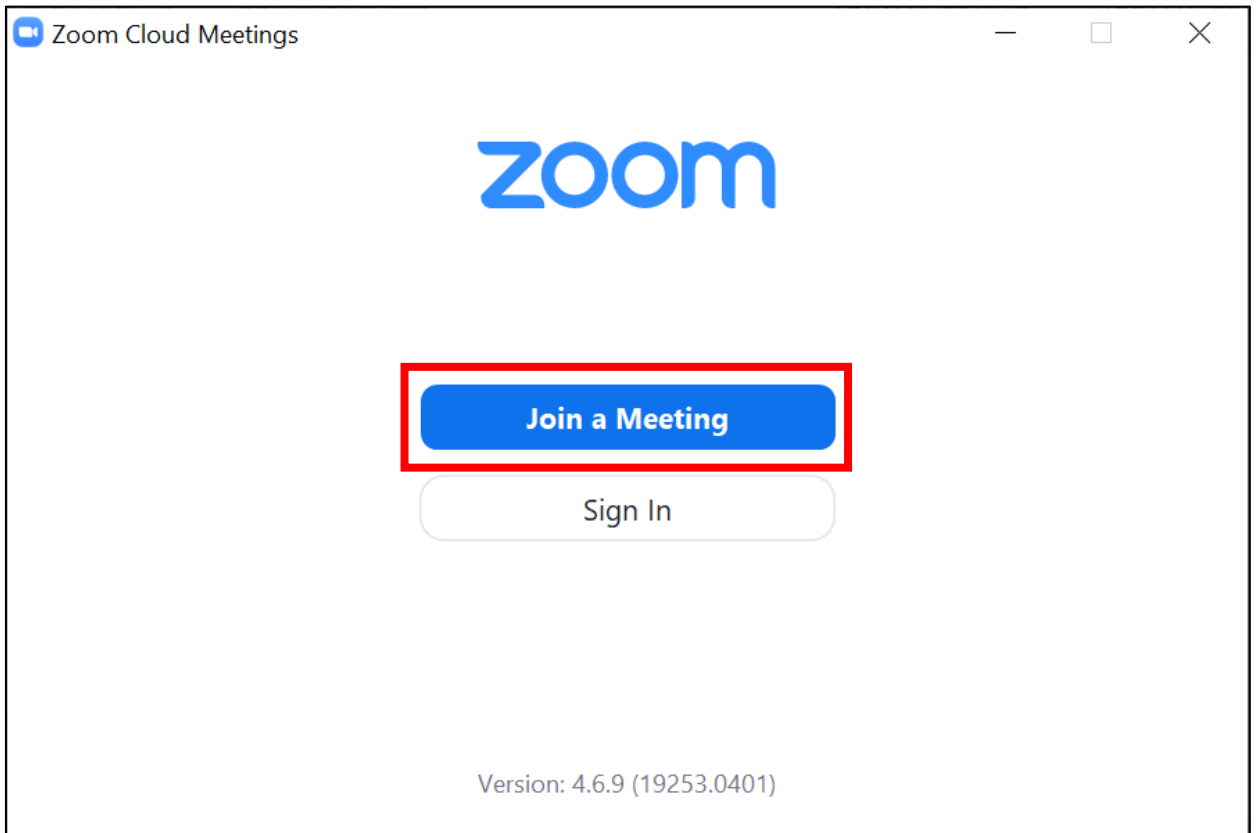 Zoom Cloud Meetings
zoom
Join a Meeting
Sign In
Version: 4.6.9 (19253.0401)